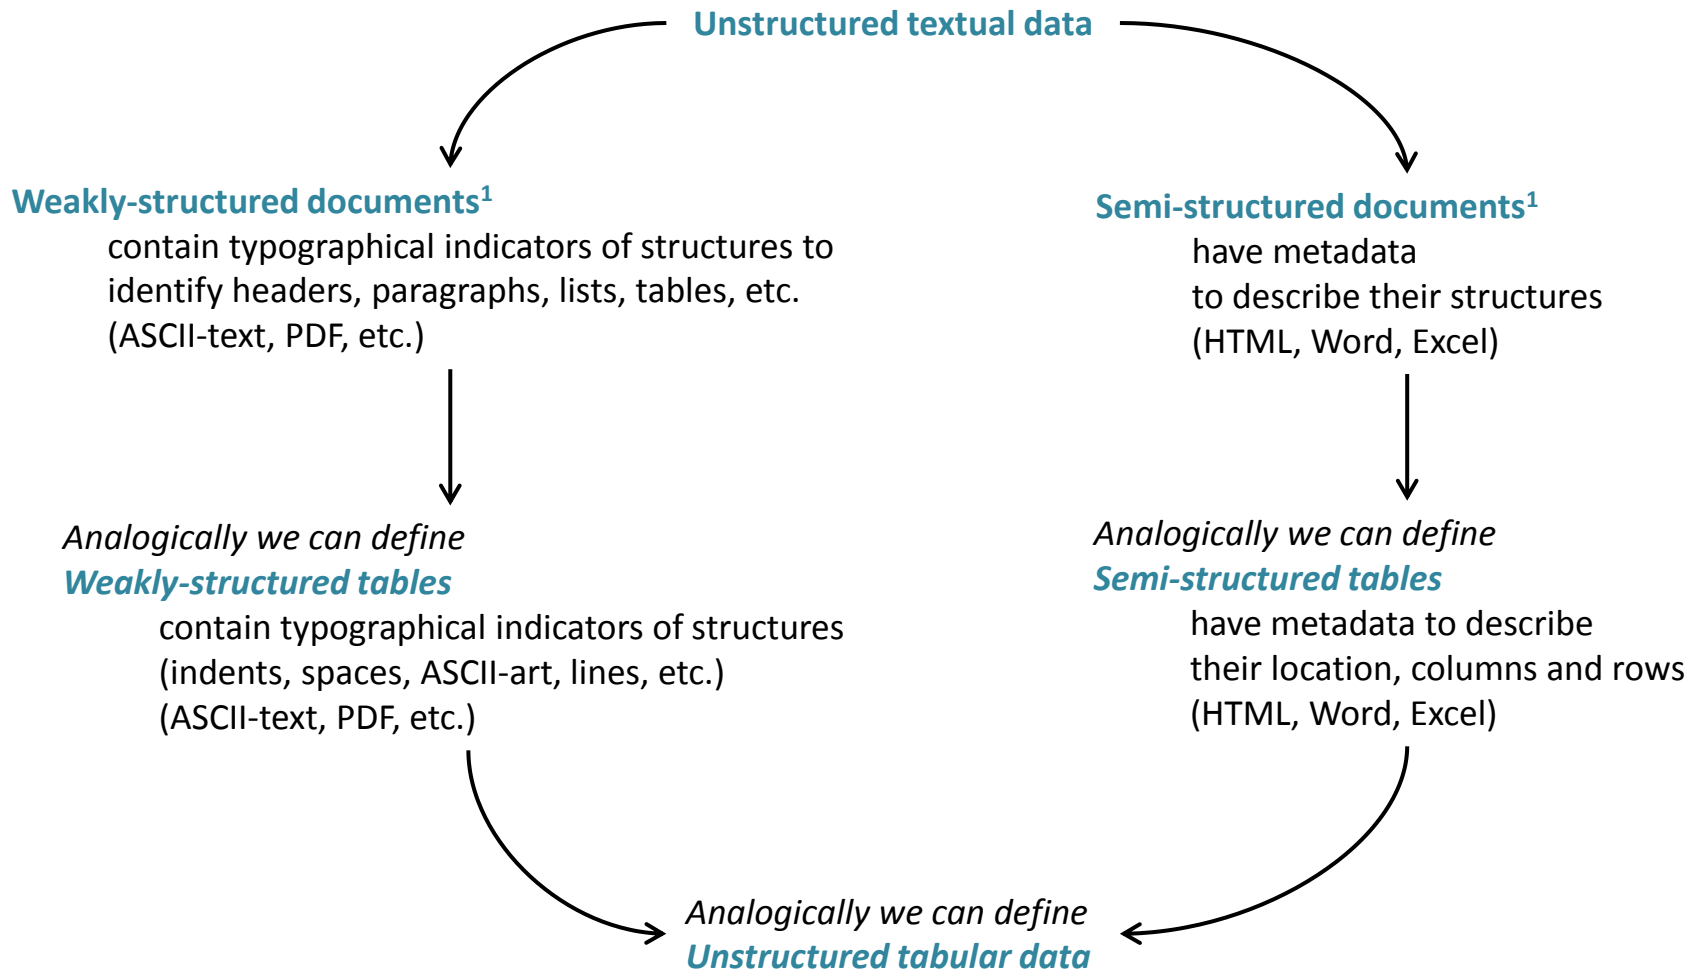 Unstructured textual data
Weakly-structured documents¹
contain typographical indicators of structures to
identify headers, paragraphs, lists, tables, etc.
(ASCII-text, PDF, etc.)
Semi-structured documents¹
have metadata
to describe their structures
(HTML, Word, Excel)
Analogically we can define
Weakly-structured tables
contain typographical indicators of structures
(indents, spaces, ASCII-art, lines, etc.)
(ASCII-text, PDF, etc.)
Analogically we can define
Semi-structured tables
have metadata to describe
their location, columns and rows
(HTML, Word, Excel)
Analogically we can define
Unstructured tabular data